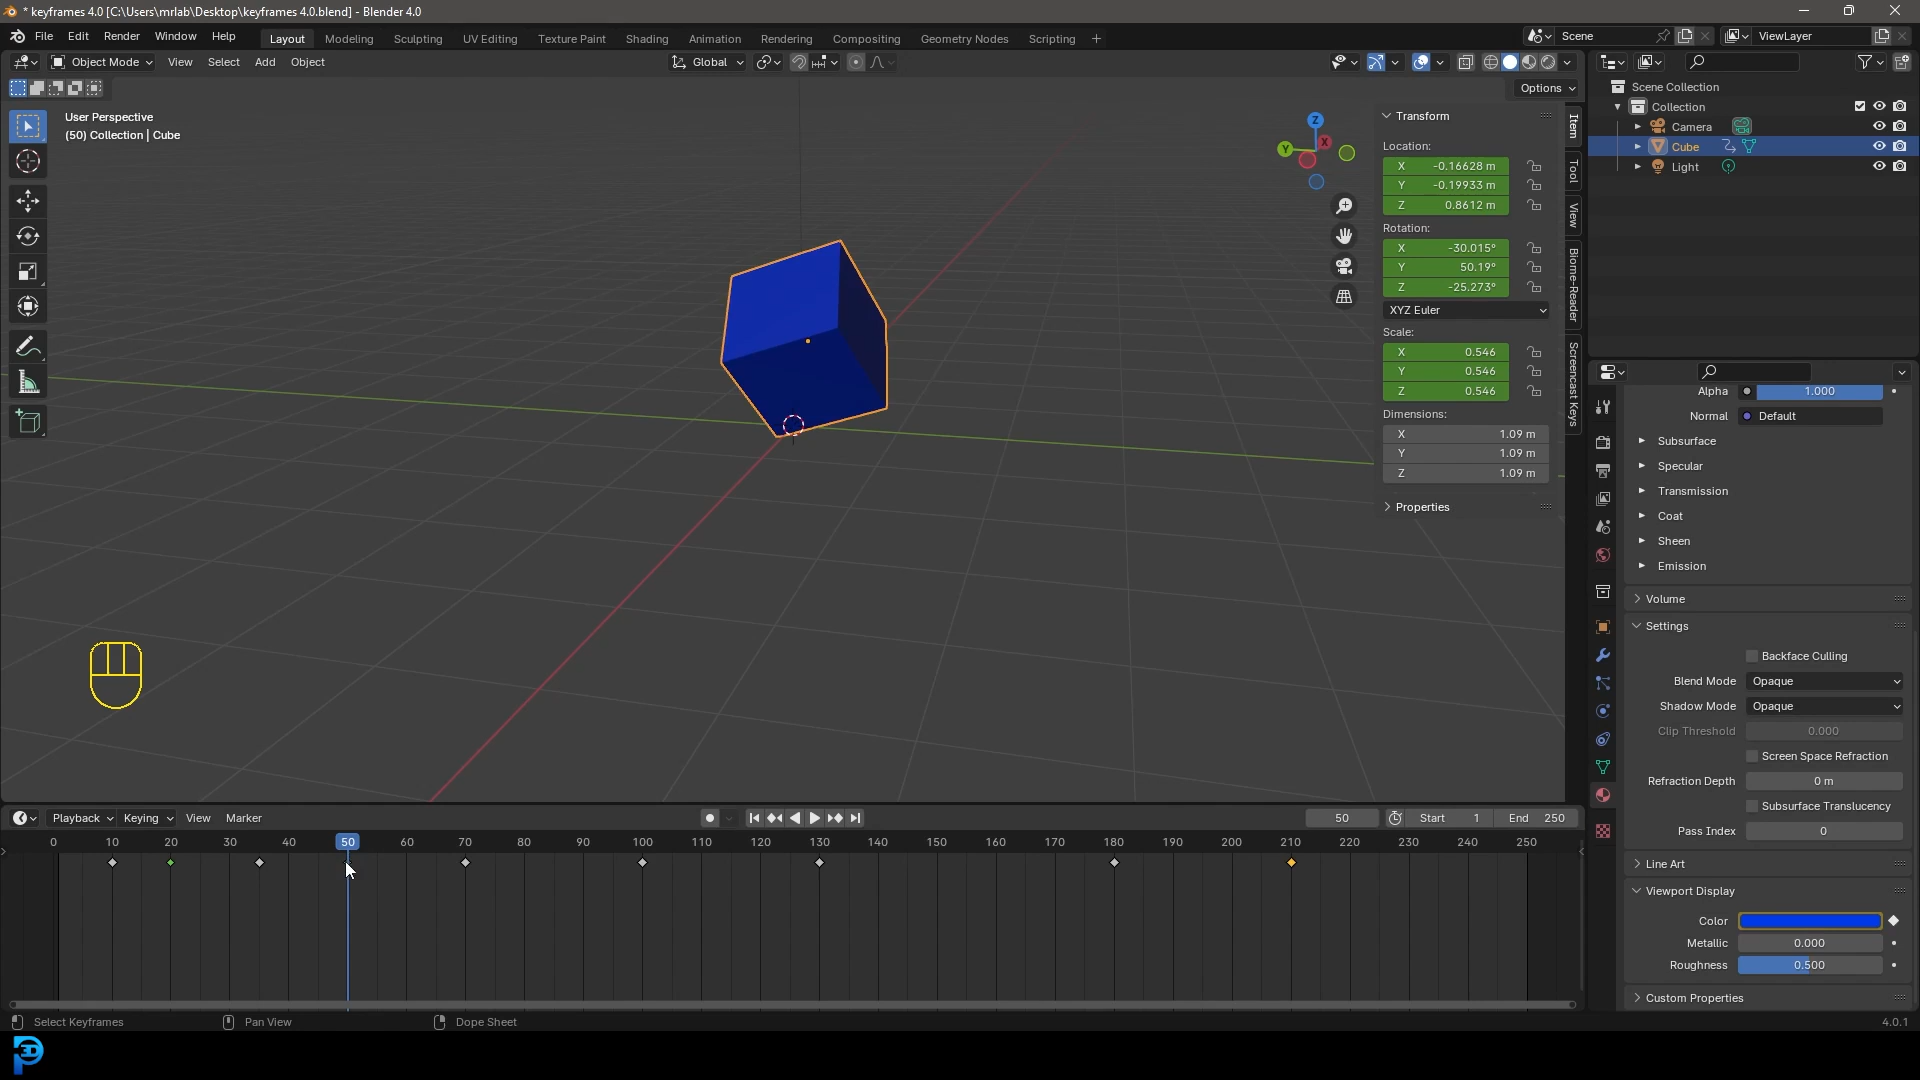 * keyframes 4.0 [C:\Users\mrlab\Desktop\keyframes 4.0.blend] - Blender 4.0
File Edit Render Window Help Layout Modeling Sculpting UV Editing Texture Paint Shading Animation Rendering Compositing Geometry Nodes Scripting + Scene ViewLayer
Object Mode View Select Add Object Global
Options
User Perspective
(50) Collection | Cube
Z
Y
X
Transform
Location:
X -0.16628 m
Y -0.19933 m
Z 0.8612 m
Rotation:
X -30.015°
Y 50.19°
Z -25.273°
XYZ Euler
Scale:
X 0.546
Y 0.546
Z 0.546
Dimensions:
X 1.09 m
Y 1.09 m
Z 1.09 m
Properties
Item
Tool
View
Biome-Reader
Screencast Keys
Scene Collection
Collection
Camera
Cube
Light
Alpha 1.000
Normal Default
Subsurface
Specular
Transmission
Coat
Sheen
Emission
Volume
Settings
Backface Culling
Blend Mode Opaque
Shadow Mode Opaque
Clip Threshold 0.000
Screen Space Refraction
Refraction Depth 0 m
Subsurface Translucency
Pass Index 0
Line Art
Viewport Display
Color
Metallic 0.000
Roughness 0.500
Custom Properties
Playback Keying View Marker 50 Start 1 End 250
0 10 20 30 40 50 60 70 80 90 100 110 120 130 140 150 160 170 180 190 200 210 220 230 240 250
Select Keyframes Pan View Dope Sheet 4.0.1